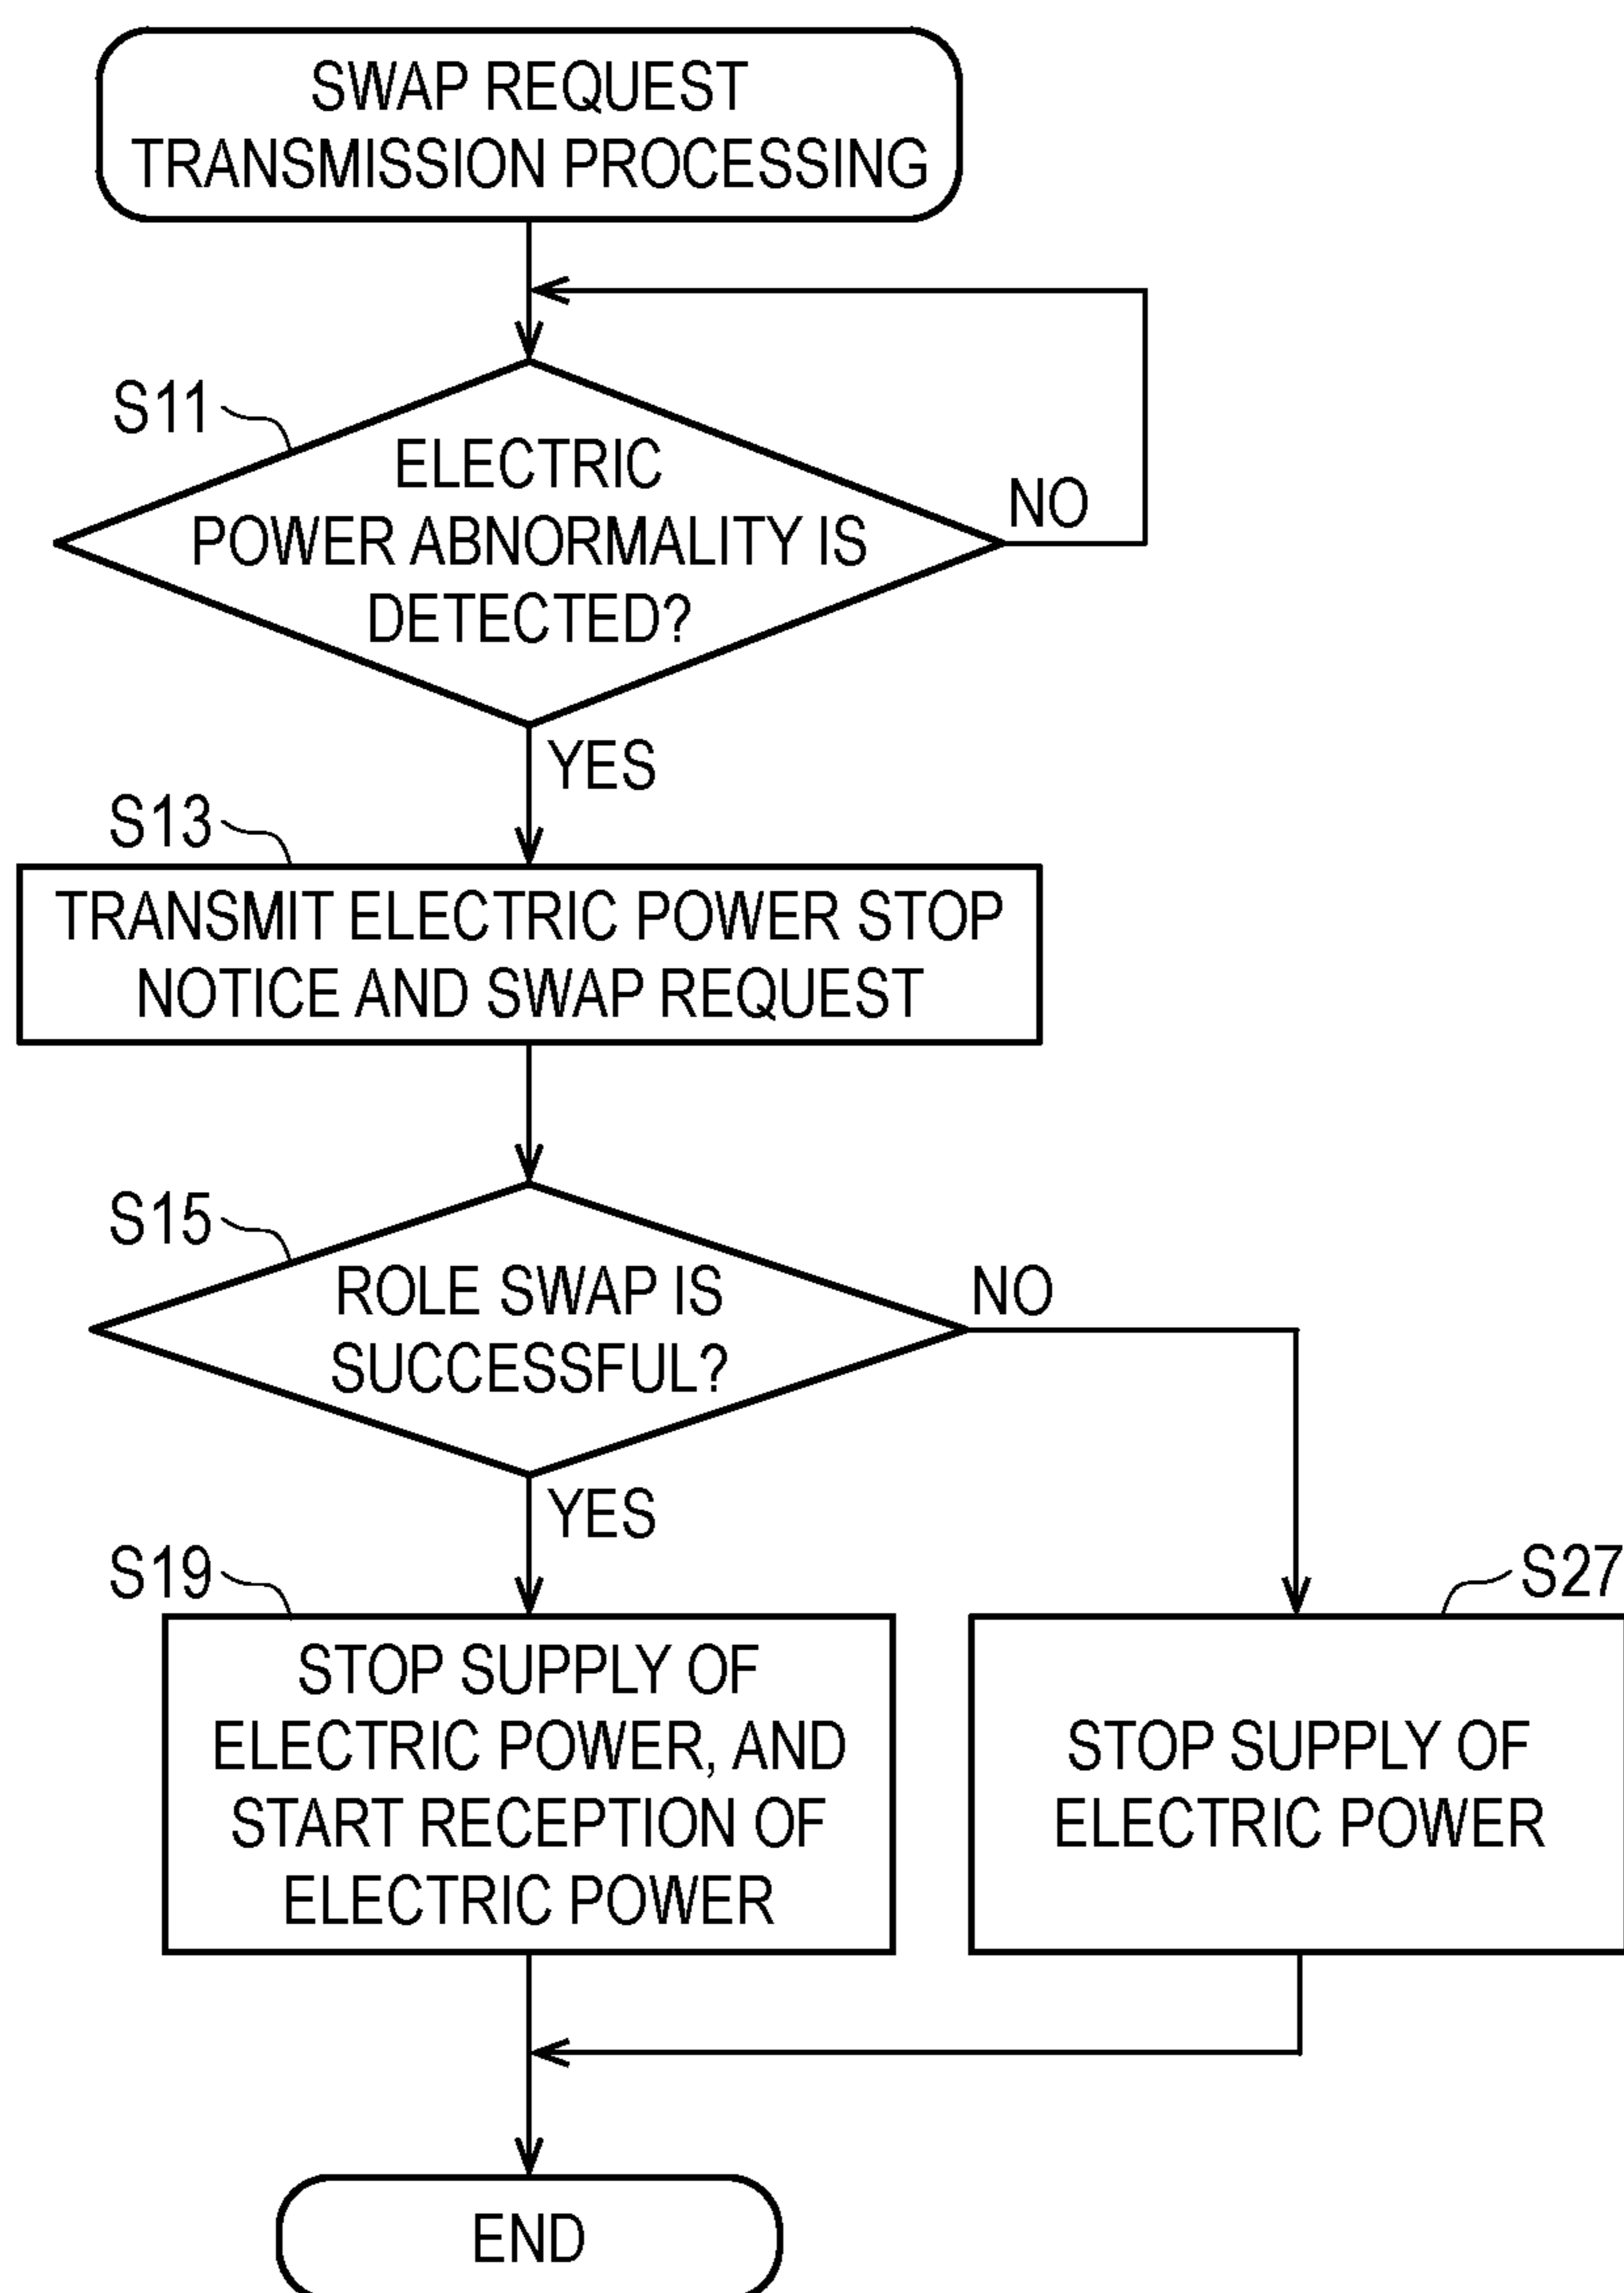 SWAP REQUEST
TRANSMISSION PROCESSING
S11
ELECTRIC
POWER ABNORMALITY IS
DETECTED?
NO
YES
S13
TRANSMIT ELECTRIC POWER STOP
NOTICE AND SWAP REQUEST
S15
ROLE SWAP IS
SUCCESSFUL?
NO
YES
S19
STOP SUPPLY OF
ELECTRIC POWER, AND
START RECEPTION OF
ELECTRIC POWER
S27
STOP SUPPLY OF
ELECTRIC POWER
END